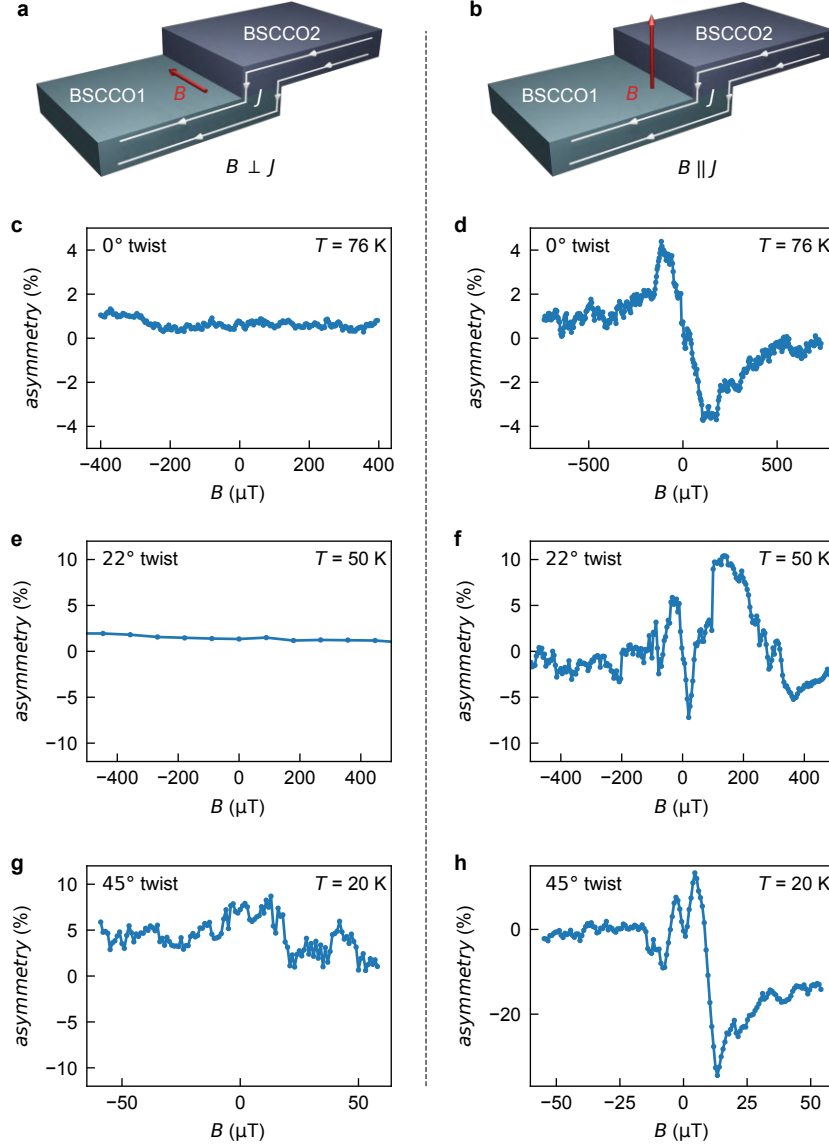 a
BSCCO2
BSCCO1
B
J
B ⊥ J
b
BSCCO2
BSCCO1
B
J
B || J
c
0° twist
T = 76 K
4
2
0
−2
−4
asymmetry (%)
−400
−200
0
200
400
B (µT)
d
0° twist
T = 76 K
4
2
0
−2
−4
asymmetry (%)
−500
0
500
B (µT)
e
22° twist
T = 50 K
10
5
0
−5
−10
asymmetry (%)
−400
−200
0
200
400
B (µT)
f
22° twist
T = 50 K
10
5
0
−5
−10
asymmetry (%)
−400
−200
0
200
400
B (µT)
g
45° twist
T = 20 K
10
5
0
−5
−10
asymmetry (%)
−50
0
50
B (µT)
h
45° twist
T = 20 K
0
−20
asymmetry (%)
−50
−25
0
25
50
B (µT)